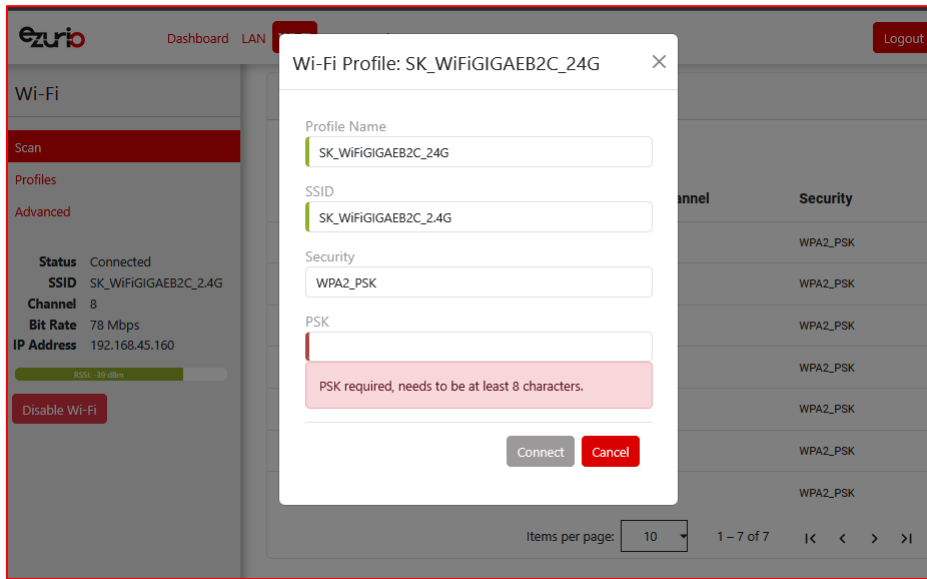 ezurio
Dashboard LAN
Logout
Wi-Fi Profile: SK_WiFiGIGAEB2C_24G
Wi-Fi
Scan
Profiles
Advanced
Status Connected
SSID SK_WiFiGIGAEB2C_2.4G
Channel 8
Bit Rate 78 Mbps
IP Address 192.168.45.160
RSSI -39 dBm
Disable Wi-Fi
Profile Name
SK_WiFiGIGAEB2C_24G
SSID
SK_WiFiGIGAEB2C_2.4G
Security
WPA2_PSK
PSK
PSK required, needs to be at least 8 characters.
Connect Cancel
annel Security
WPA2_PSK
WPA2_PSK
WPA2_PSK
WPA2_PSK
WPA2_PSK
WPA2_PSK
WPA2_PSK
Items per page: 10 1 – 7 of 7